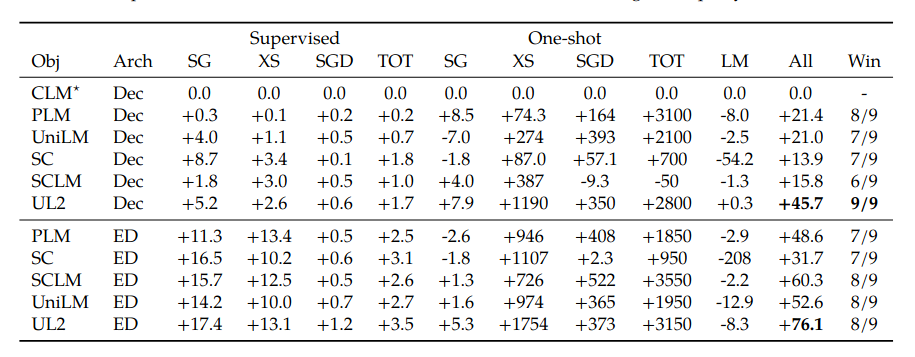 Supervised One-shot
Obj Arch SG XS SGD TOT SG XS SGD TOT LM All Win
CLM* Dec 0.0 0.0 0.0 0.0 0.0 0.0 0.0 0.0 0.0 0.0 -
PLM Dec +0.3 +0.1 +0.2 +0.2 +8.5 +74.3 +164 +3100 -8.0 +21.4 8/9
UniLM Dec +4.0 +1.1 +0.5 +0.7 -7.0 +274 +393 +2100 -2.5 +21.0 7/9
SC Dec +8.7 +3.4 +0.1 +1.8 -1.8 +87.0 +57.1 +700 -54.2 +13.9 7/9
SCLM Dec +1.8 +3.0 +0.5 +1.0 +4.0 +387 -9.3 -50 -1.3 +15.8 6/9
UL2 Dec +5.2 +2.6 +0.6 +1.7 +7.9 +1190 +350 +2800 +0.3 +45.7 9/9
PLM ED +11.3 +13.4 +0.5 +2.5 -2.6 +946 +408 +1850 -2.9 +48.6 7/9
SC ED +16.5 +10.2 +0.6 +3.1 -1.8 +1107 +2.3 +950 -208 +31.7 7/9
SCLM ED +15.7 +12.5 +0.5 +2.6 +1.3 +726 +522 +3550 -2.2 +60.3 8/9
UniLM ED +14.2 +10.0 +0.7 +2.7 +1.6 +974 +365 +1950 -12.9 +52.6 8/9
UL2 ED +17.4 +13.1 +1.2 +3.5 +5.3 +1754 +373 +3150 -8.3 +76.1 8/9